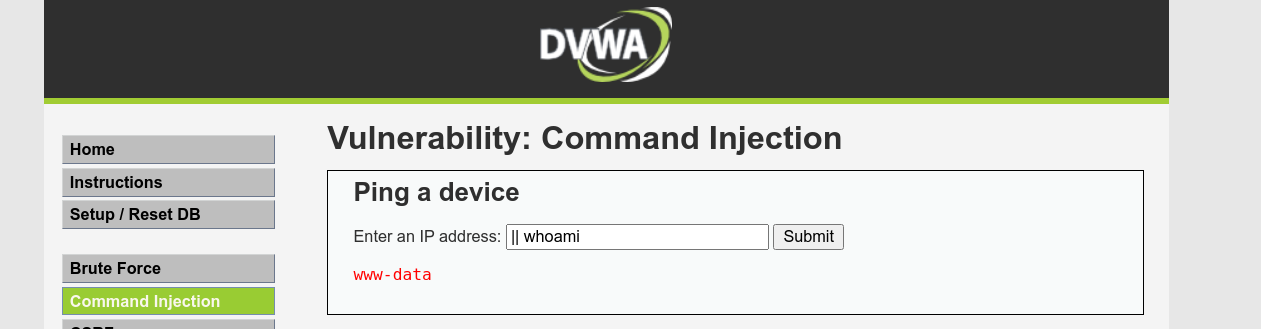 DVWA
Home
Instructions
Setup / Reset DB
Brute Force
Command Injection
Vulnerability: Command Injection
Ping a device
Enter an IP address: || whoami Submit
www-data